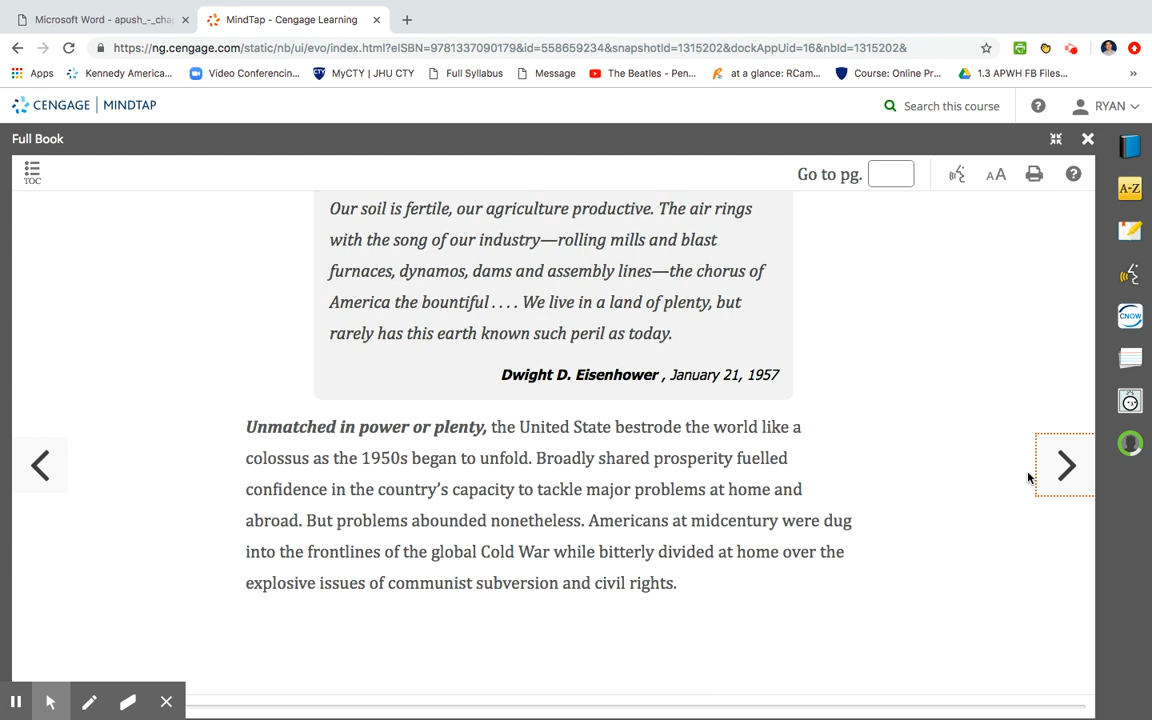 Microsoft Word - apush_-_cha
MindTap - Cengage Learning
https://ng.cengage.com/static/nb/ui/evo/index.html?eISBN=9781337090179&id=558659234&snapshotId=1315202&dockAppUid=16&nbId=1315202&
Apps
Kennedy America...
Video Conferencin...
CTY
MyCTY | JHU CTY
Full Syllabus
Message
The Beatles - Pen...
at a glance: RCam...
Course: Online Pr...
1.3 APWH FB Files...
»
CENGAGE | MINDTAP
Search this course
RYAN
Full Book
TOC
Go to pg.
AA
A-Z
CNOW
Our soil is fertile, our agriculture productive. The air rings
with the song of our industry—rolling mills and blast
furnaces, dynamos, dams and assembly lines—the chorus of
America the bountiful . . . . We live in a land of plenty, but
rarely has this earth known such peril as today.
Dwight D. Eisenhower , January 21, 1957
Unmatched in power or plenty, the United State bestrode the world like a
colossus as the 1950s began to unfold. Broadly shared prosperity fuelled
confidence in the country's capacity to tackle major problems at home and
abroad. But problems abounded nonetheless. Americans at midcentury were dug
into the frontlines of the global Cold War while bitterly divided at home over the
explosive issues of communist subversion and civil rights.